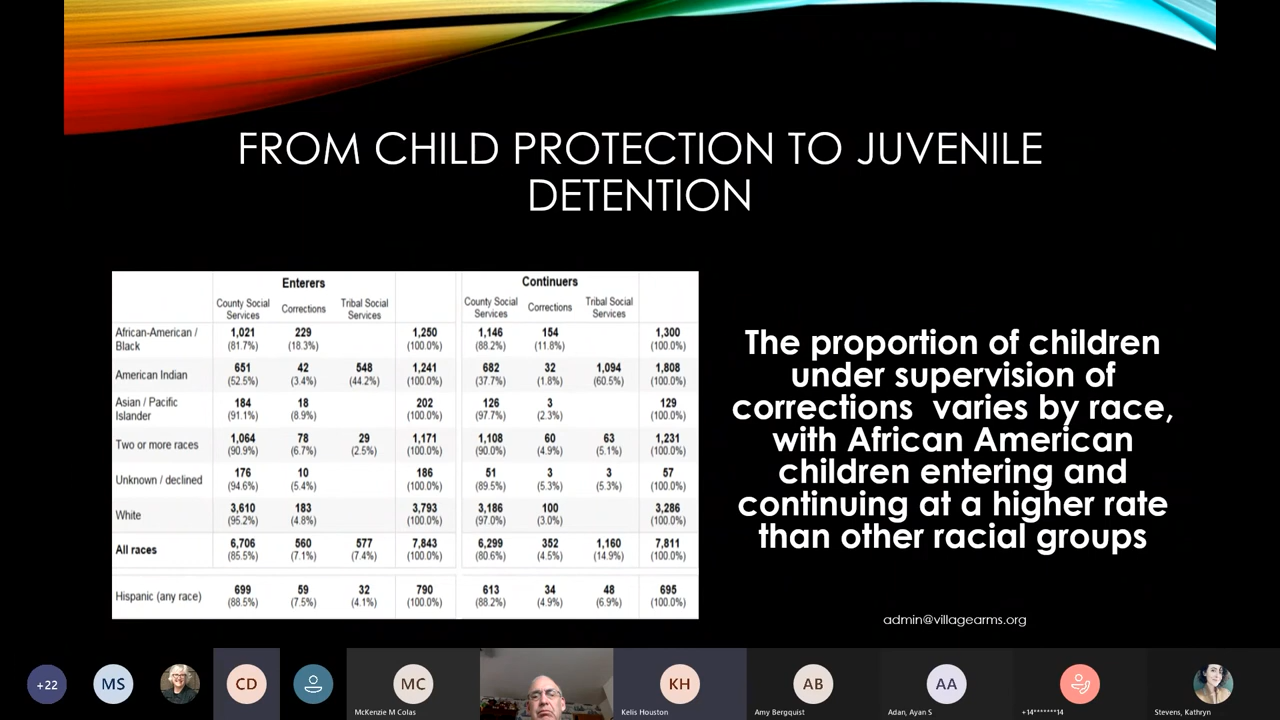 FROM CHILD PROTECTION TO JUVENILE
DETENTION
Enterers Continuers
County Social Services Corrections Tribal Social Services County Social Services Corrections Tribal Social Services
African-American / Black 1,021 (81.7%) 229 (18.3%) 1,250 (100.0%) 1,146 (88.2%) 154 (11.8%) 1,300 (100.0%)
American Indian 651 (52.5%) 42 (3.4%) 548 (44.2%) 1,241 (100.0%) 682 (37.7%) 32 (1.8%) 1,094 (60.5%) 1,808 (100.0%)
Asian / Pacific Islander 184 (91.1%) 18 (8.9%) 202 (100.0%) 126 (97.7%) 3 (2.3%) 129 (100.0%)
Two or more races 1,064 (90.9%) 78 (6.7%) 29 (2.5%) 1,171 (100.0%) 1,108 (90.0%) 60 (4.9%) 63 (5.1%) 1,231 (100.0%)
Unknown / declined 176 (94.6%) 10 (5.4%) 186 (100.0%) 51 (89.5%) 3 (5.3%) 3 (5.3%) 57 (100.0%)
White 3,610 (95.2%) 183 (4.8%) 3,793 (100.0%) 3,186 (97.0%) 100 (3.0%) 3,286 (100.0%)
All races 6,706 (85.5%) 560 (7.1%) 577 (7.4%) 7,843 (100.0%) 6,299 (80.6%) 352 (4.5%) 1,160 (14.9%) 7,811 (100.0%)
Hispanic (any race) 699 (88.5%) 59 (7.5%) 32 (4.1%) 790 (100.0%) 613 (88.2%) 34 (4.9%) 48 (6.9%) 695 (100.0%)
The proportion of children
under supervision of
corrections varies by race,
with African American
children entering and
continuing at a higher rate
than other racial groups
admin@villagearms.org
+22 MS CD MC KH AB AA
McKenzie M Colas Kelis Houston Amy Bergquist Adan, Ayan S +14*******14 Stevens, Kathryn